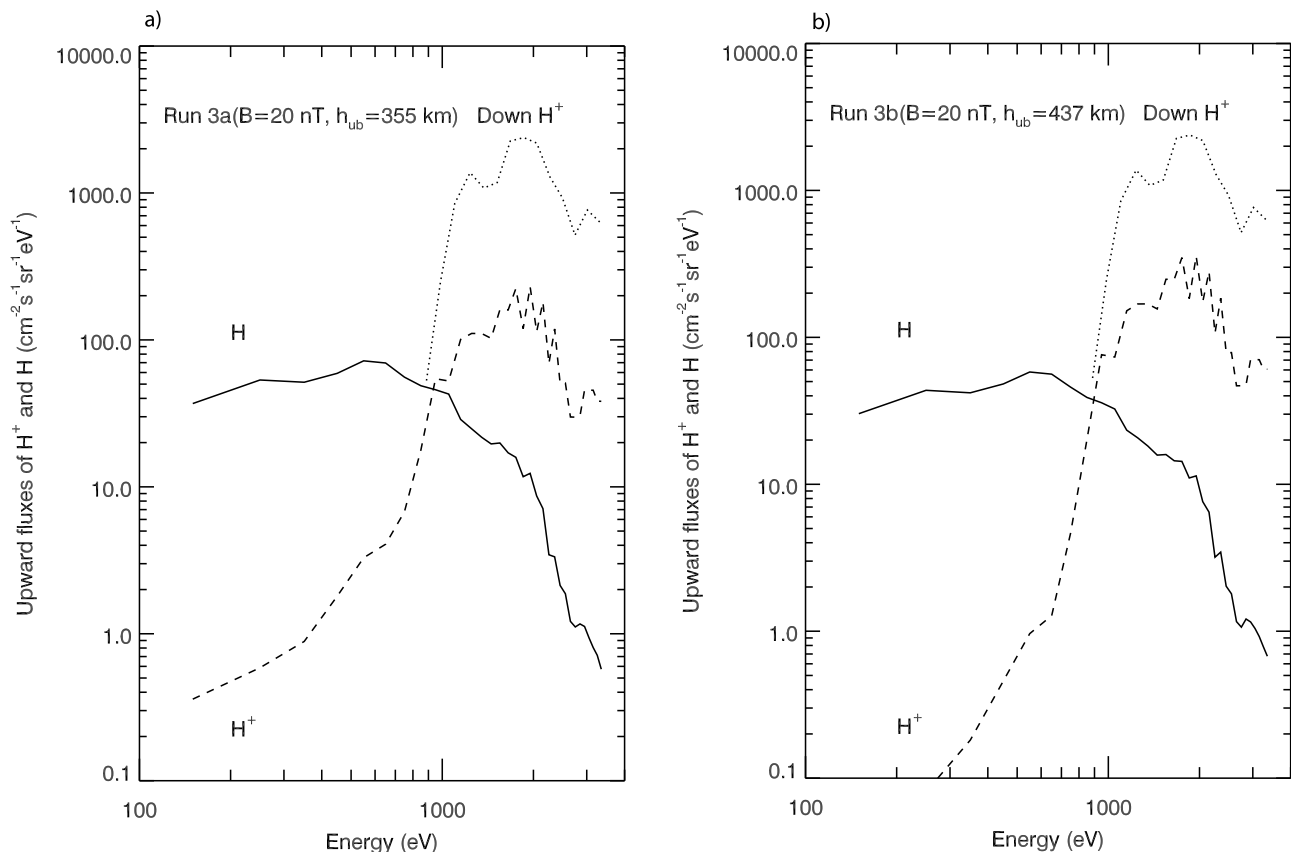 a)
10000.0
1000.0
100.0
10.0
1.0
0.1
100
1000
Energy (eV)
Upward fluxes of H⁺ and H (cm⁻²s⁻¹sr⁻¹eV⁻¹)
Run 3a(B=20 nT, h_ub=355 km) Down H⁺
H
H⁺
b)
10000.0
1000.0
100.0
10.0
1.0
0.1
100
1000
Energy (eV)
Upward fluxes of H⁺ and H (cm⁻²s⁻¹sr⁻¹eV⁻¹)
Run 3b(B=20 nT, h_ub=437 km) Down H⁺
H
H⁺